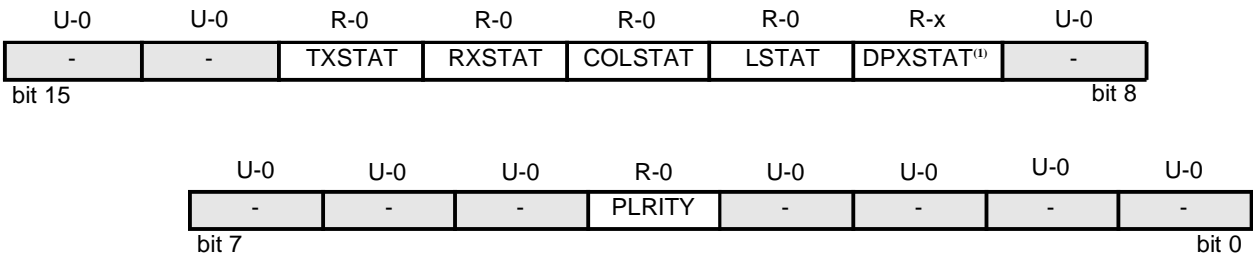 U-0 U-0 R-0 R-0 R-0 R-0 R-x U-0
- - TXSTAT RXSTAT COLSTAT LSTAT DPXSTAT(1) -
bit 15 bit 8
U-0 U-0 U-0 R-0 U-0 U-0 U-0 U-0
- - - PLRITY - - - -
bit 7 bit 0